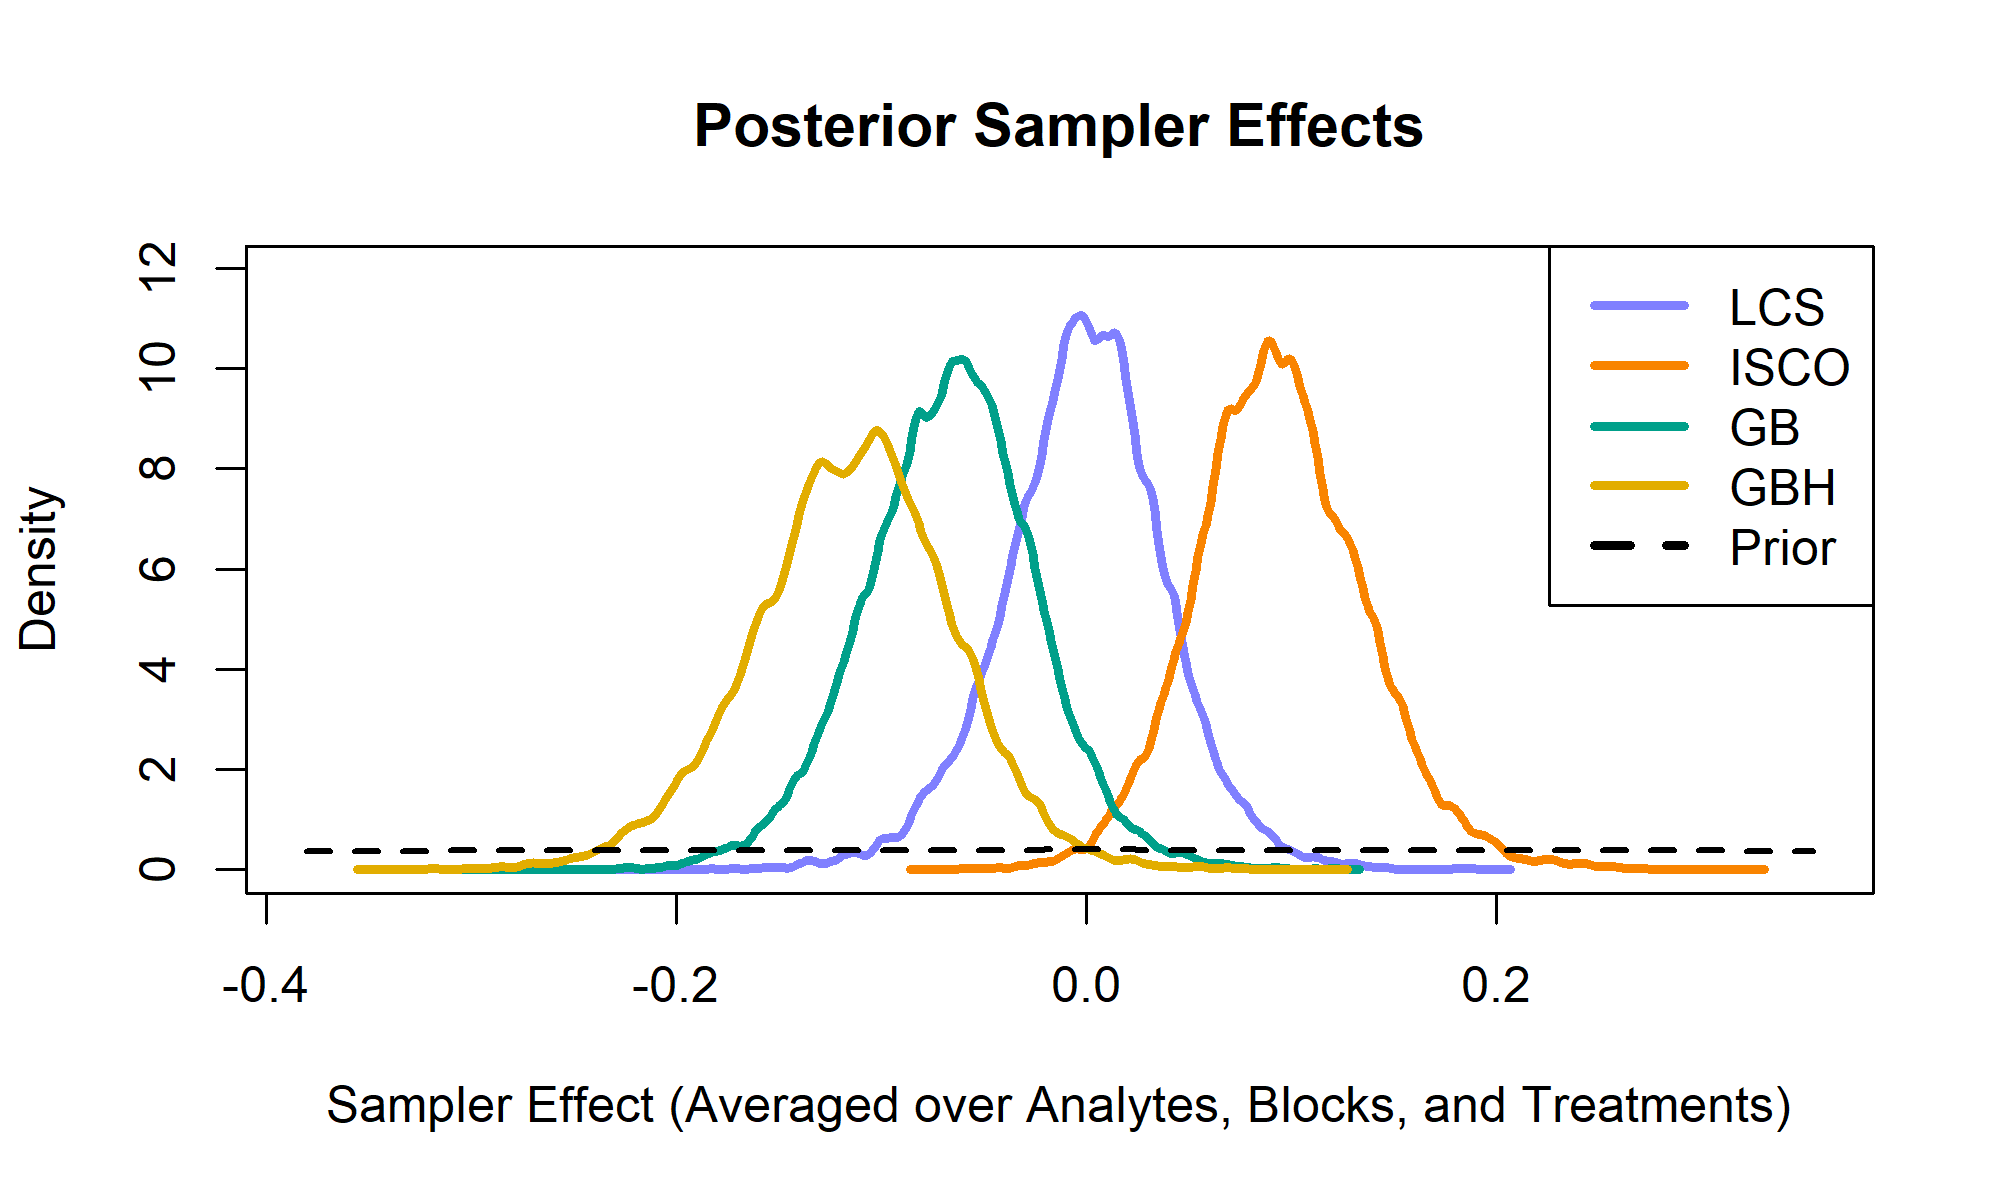 Posterior Sampler Effects
12
10
8
6
4
2
0
Density
LCS
ISCO
GB
GBH
Prior
-0.4 -0.2 0.0 0.2
Sampler Effect (Averaged over Analytes, Blocks, and Treatments)